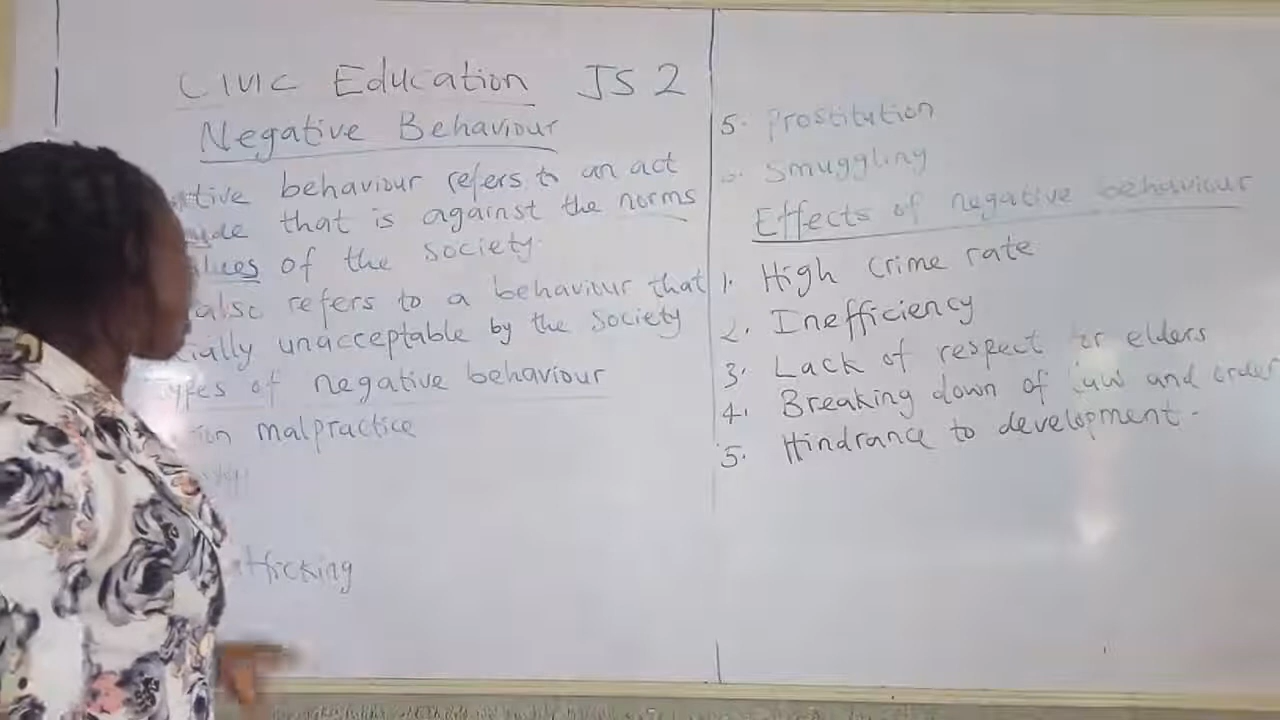 Civic Education JS 2
Negative Behaviour
behaviour refers to an act
that is against the norms
of the society.
also refers to a behaviour that
unacceptable by the society
of negative behaviour
malpractice
5. Prostitution
Smuggling
Effects of negative behaviour
1. High crime rate
2. Inefficiency
3. Lack of respect for elders
4. Breaking down of law and order
5. Hindrance to development.